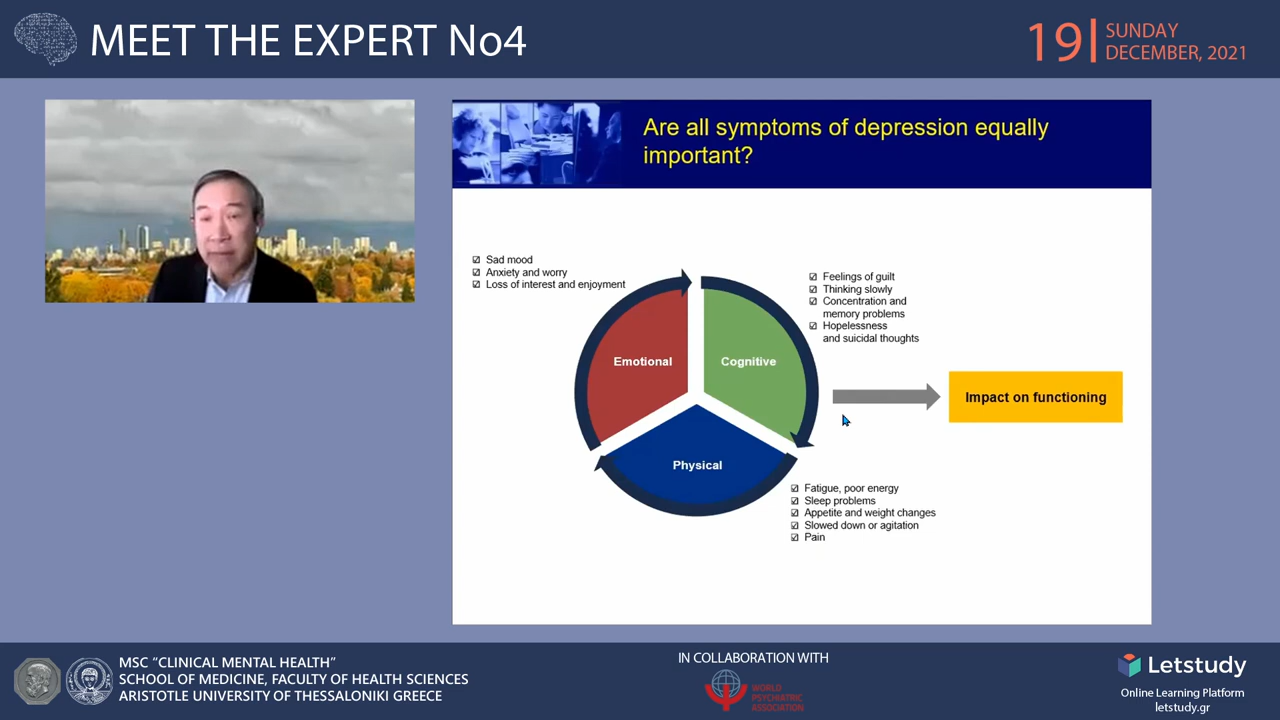 MEET THE EXPERT No4
19
SUNDAY
DECEMBER, 2021
Are all symptoms of depression equally
important?
Sad mood
Anxiety and worry
Loss of interest and enjoyment
Feelings of guilt
Thinking slowly
Concentration and
memory problems
Hopelessness
and suicidal thoughts
Emotional
Cognitive
Impact on functioning
Physical
Fatigue, poor energy
Sleep problems
Appetite and weight changes
Slowed down or agitation
Pain
MSC “CLINICAL MENTAL HEALTH”
SCHOOL OF MEDICINE, FACULTY OF HEALTH SCIENCES
ARISTOTLE UNIVERSITY OF THESSALONIKI GREECE
IN COLLABORATION WITH
WORLD
PSYCHIATRIC
ASSOCIATION
Letstudy
Online Learning Platform
letstudy.gr